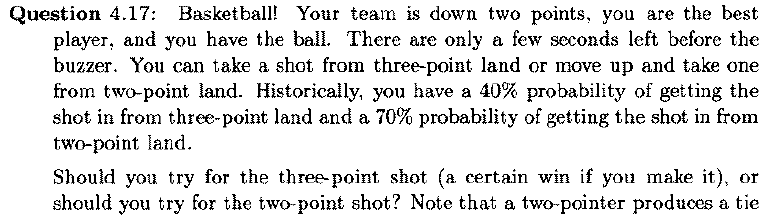 Question 4.17: Basketball! Your team is down two points, you are the best
player, and you have the ball. There are only a few seconds left before the
buzzer. You can take a shot from three-point land or move up and take one
from two-point land. Historically, you have a 40% probability of getting the
shot in from three-point land and a 70% probability of getting the shot in from
two-point land.
Should you try for the three-point shot (a certain win if you make it), or
should you try for the two-point shot? Note that a two-pointer produces a tie